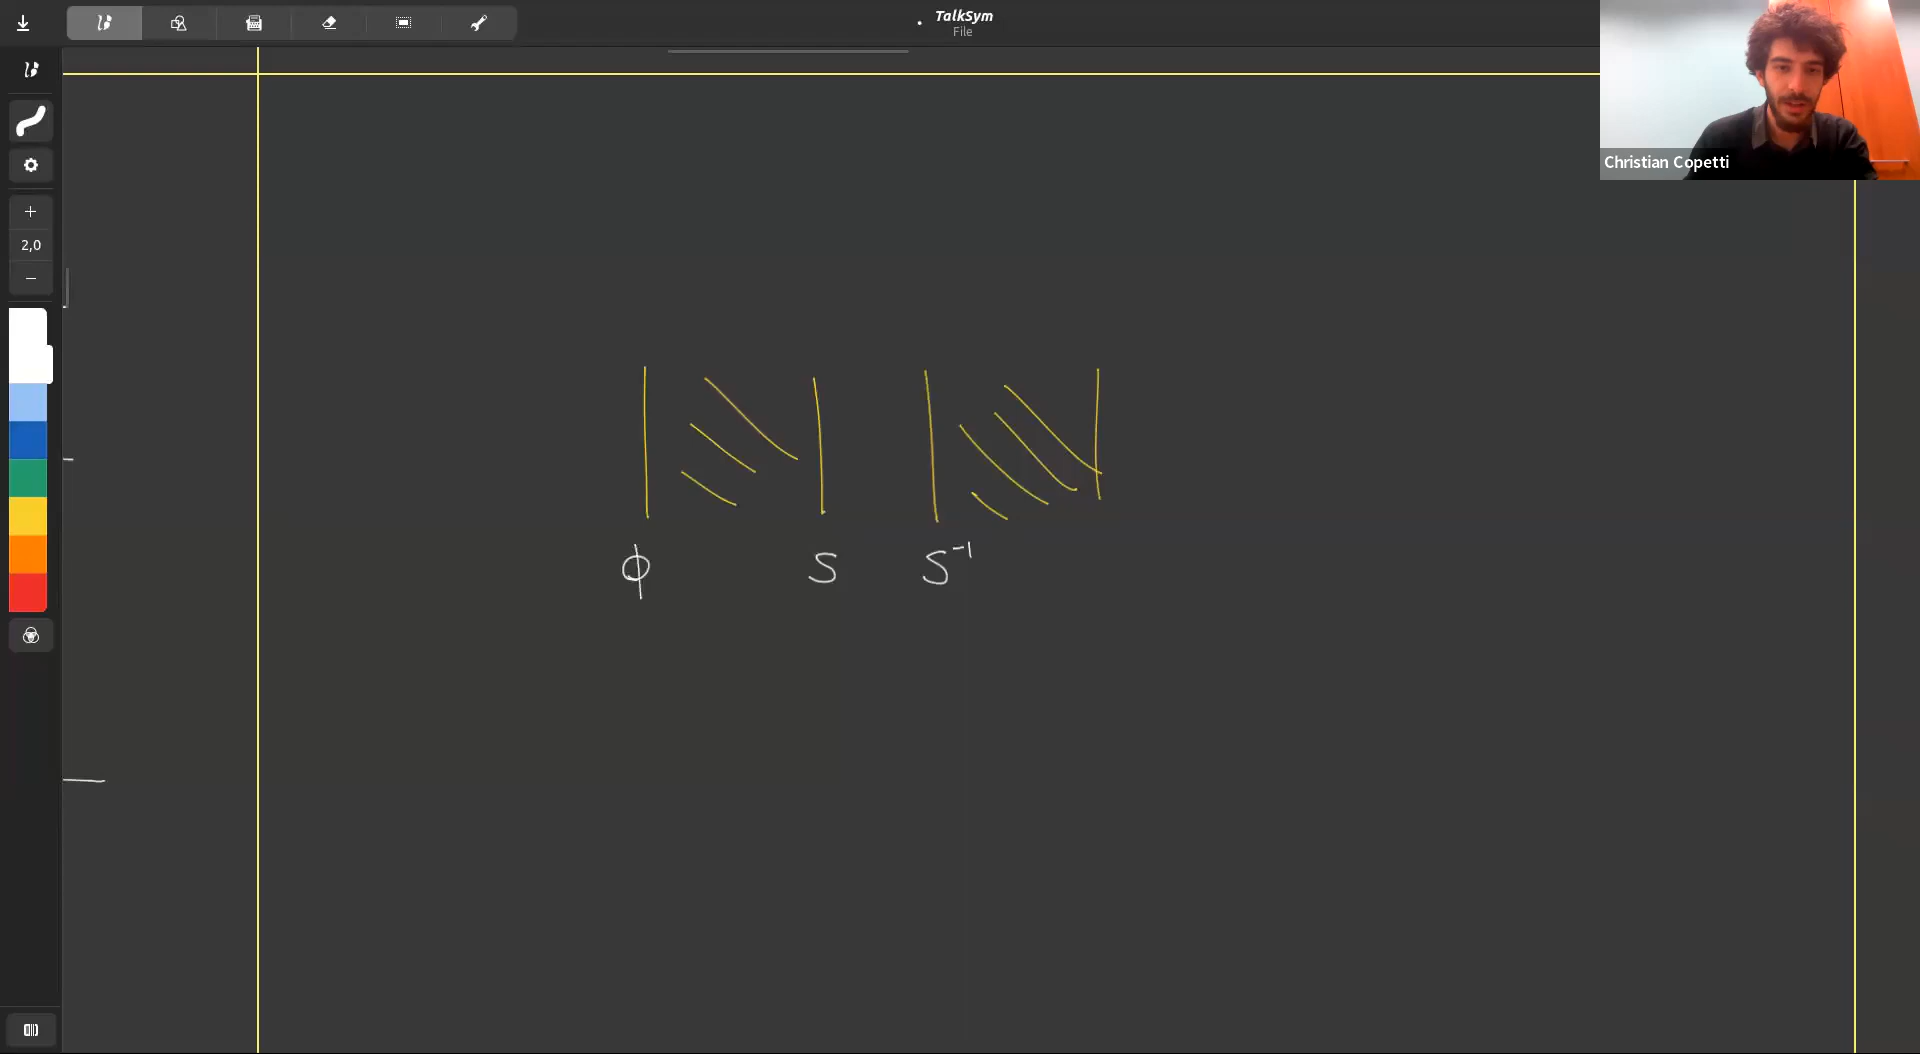 TalkSym
File
Christian Copetti
2,0
ϕ S S⁻¹